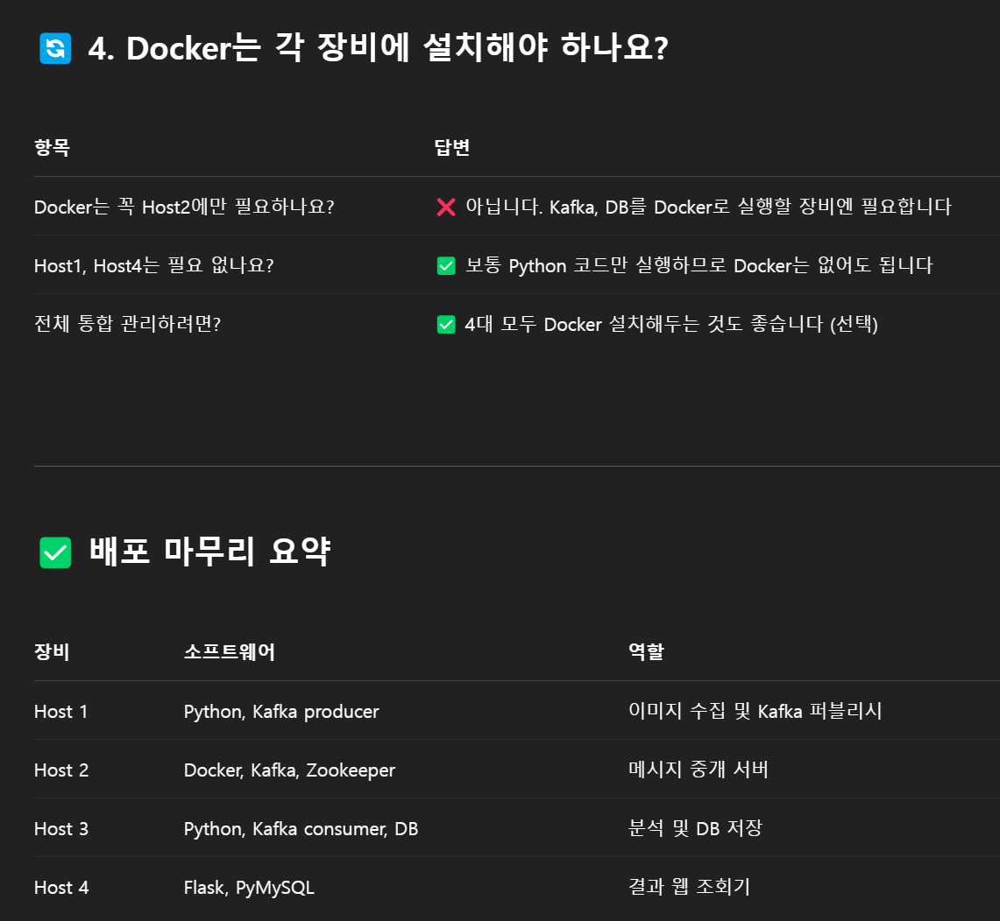 🔄 4. Docker는 각 장비에 설치해야 하나요?
항목 답변
Docker는 꼭 Host2에만 필요하나요? ❌ 아닙니다. Kafka, DB를 Docker로 실행할 장비엔 필요합니다
Host1, Host4는 필요 없나요? ✅ 보통 Python 코드만 실행하므로 Docker는 없어도 됩니다
전체 통합 관리하려면? ✅ 4대 모두 Docker 설치해두는 것도 좋습니다 (선택)
✅ 배포 마무리 요약
장비 소프트웨어 역할
Host 1 Python, Kafka producer 이미지 수집 및 Kafka 퍼블리시
Host 2 Docker, Kafka, Zookeeper 메시지 중개 서버
Host 3 Python, Kafka consumer, DB 분석 및 DB 저장
Host 4 Flask, PyMySQL 결과 웹 조회기